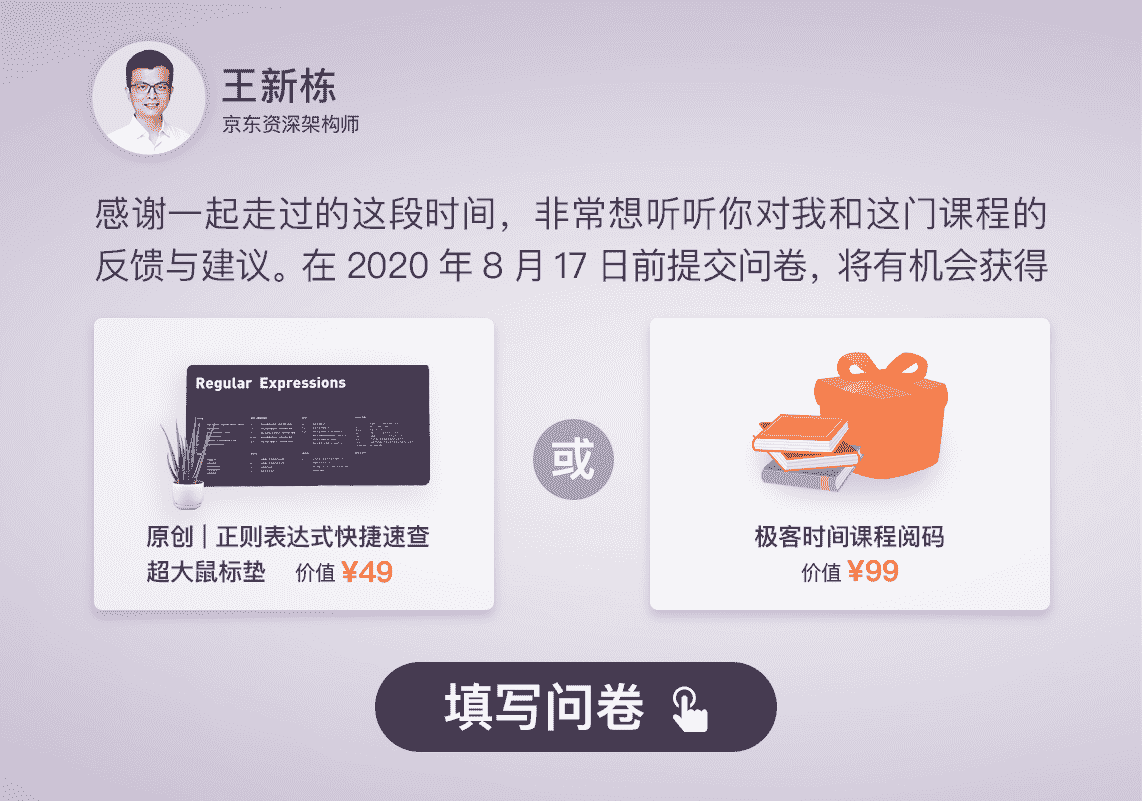 王新栋
京东资深架构师
感谢一起走过的这段时间，非常想听听你对我和这门课程的
反馈与建议。在 2020 年 8 月 17 日前提交问卷，将有机会获得
Regular Expressions
或
原创 | 正则表达式快捷速查
超大鼠标垫 价值 ¥49
极客时间课程阅码
价值 ¥99
填写问卷